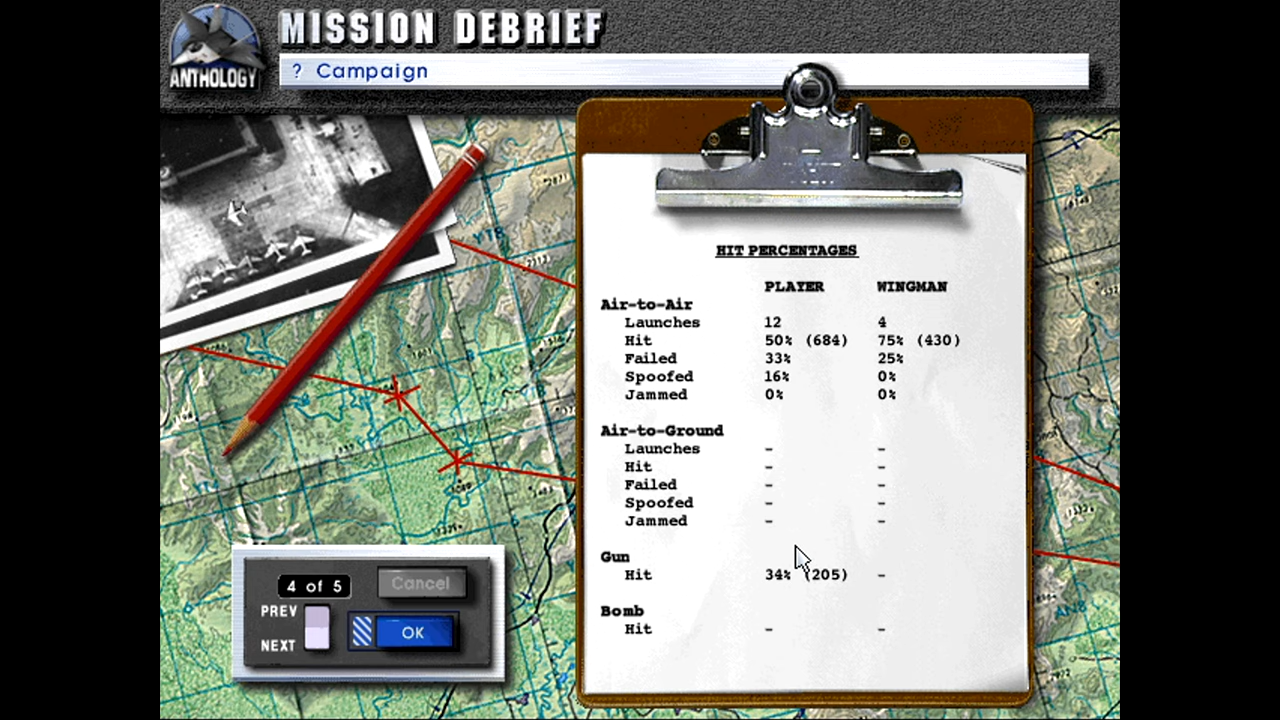 MISSION DEBRIEF
ANTHOLOGY
? Campaign
HIT PERCENTAGES
PLAYER WINGMAN
Air-to-Air
Launches 12 4
Hit 50% (684) 75% (430)
Failed 33% 25%
Spoofed 16% 0%
Jammed 0% 0%
Air-to-Ground
Launches - -
Hit - -
Failed - -
Spoofed - -
Jammed - -
Gun
Hit 34% (205) -
Bomb
Hit - -
4 of 5
Cancel
PREV
NEXT
OK